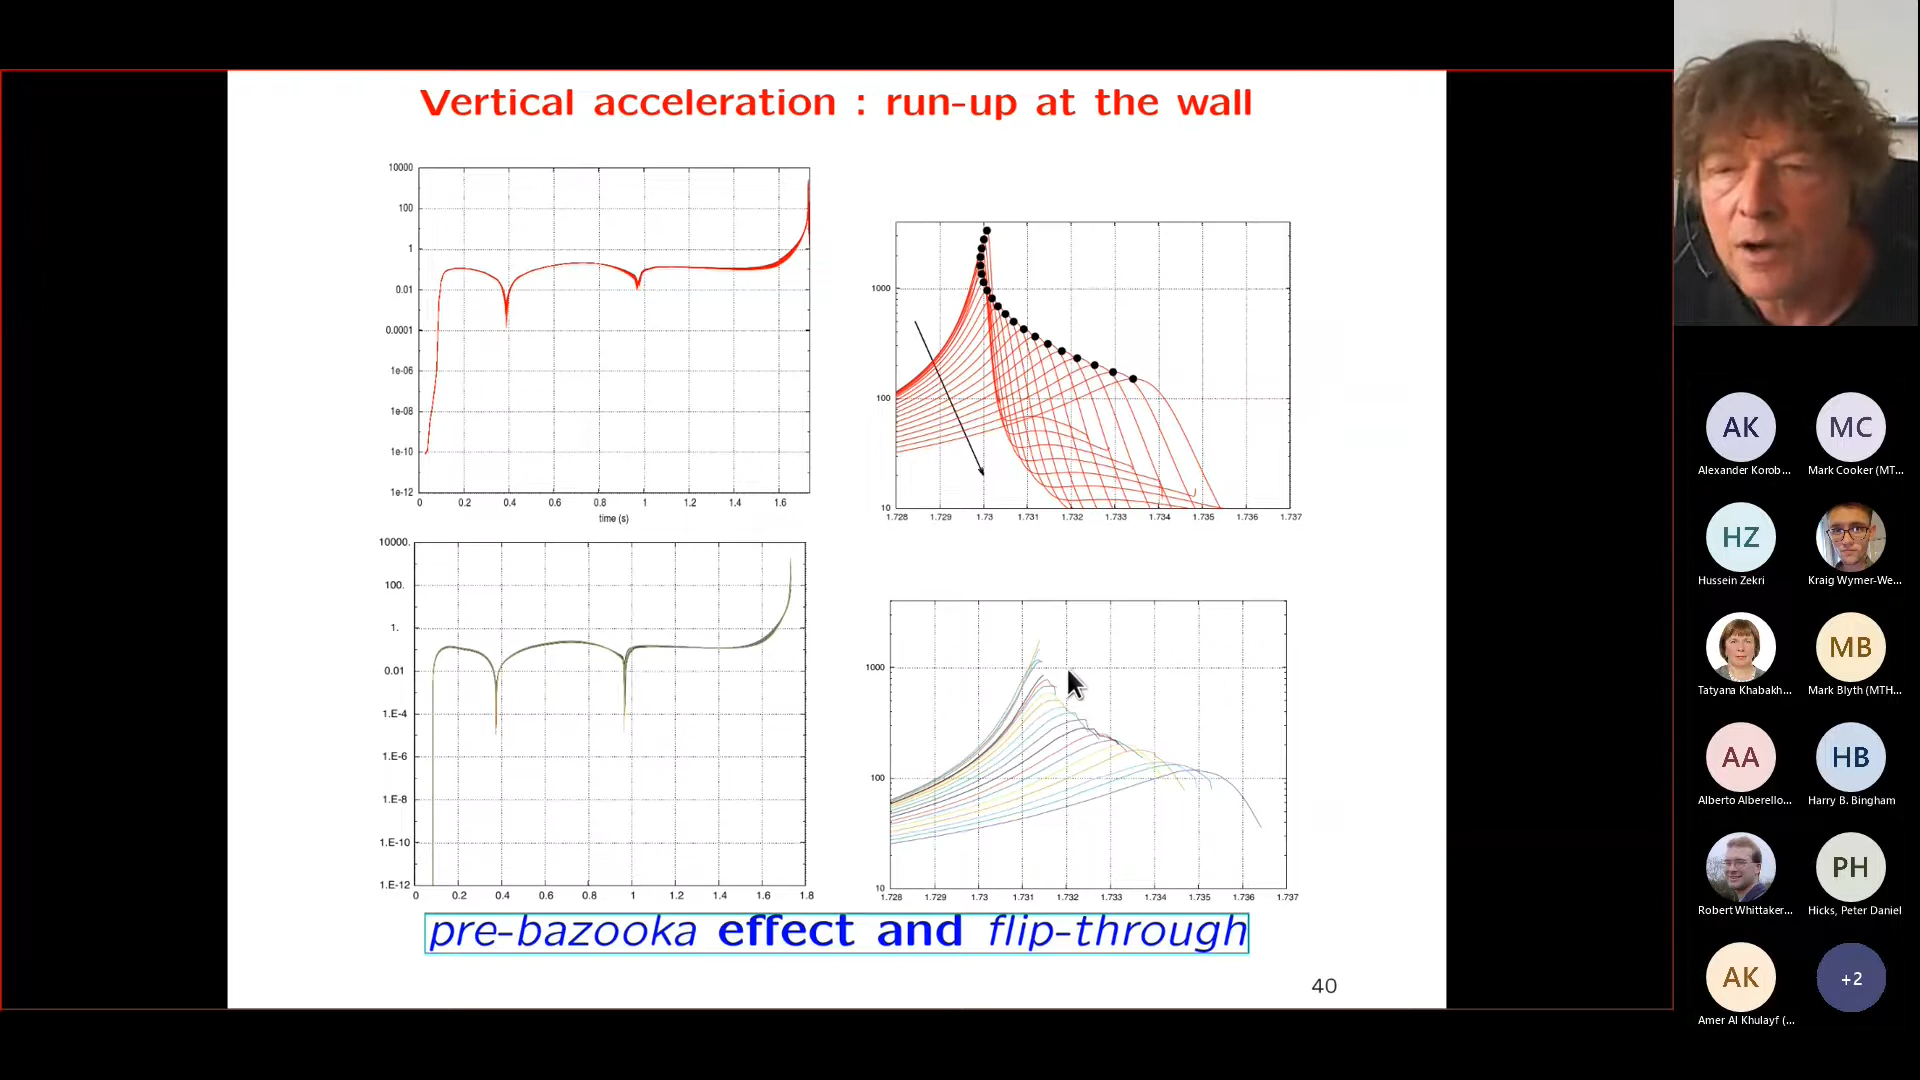 Vertical acceleration : run-up at the wall
10000
100
1
0.01
0.0001
1e-06
1e-08
1e-10
1e-12
0 0.2 0.4 0.6 0.8 1 1.2 1.4 1.6
time (s)
1000
100
10
1.728 1.729 1.73 1.731 1.732 1.733 1.734 1.735 1.736 1.737
10000.
100.
1.
0.01
1.E-4
1.E-6
1.E-8
1.E-10
1.E-12
0 0.2 0.4 0.6 0.8 1 1.2 1.4 1.6 1.8
1000
100
10
1.728 1.729 1.73 1.731 1.732 1.733 1.734 1.735 1.736 1.737
pre-bazooka effect and flip-through
40
AK MC
Alexander Korob... Mark Cooker (MT...
HZ
Hussein Zekri Kraig Wymer-We...
MB
Tatyana Khabakh... Mark Blyth (MTH...
AA HB
Alberto Alberello... Harry B. Bingham
PH
Robert Whittaker... Hicks, Peter Daniel
AK +2
Amer Al Khulayf (...